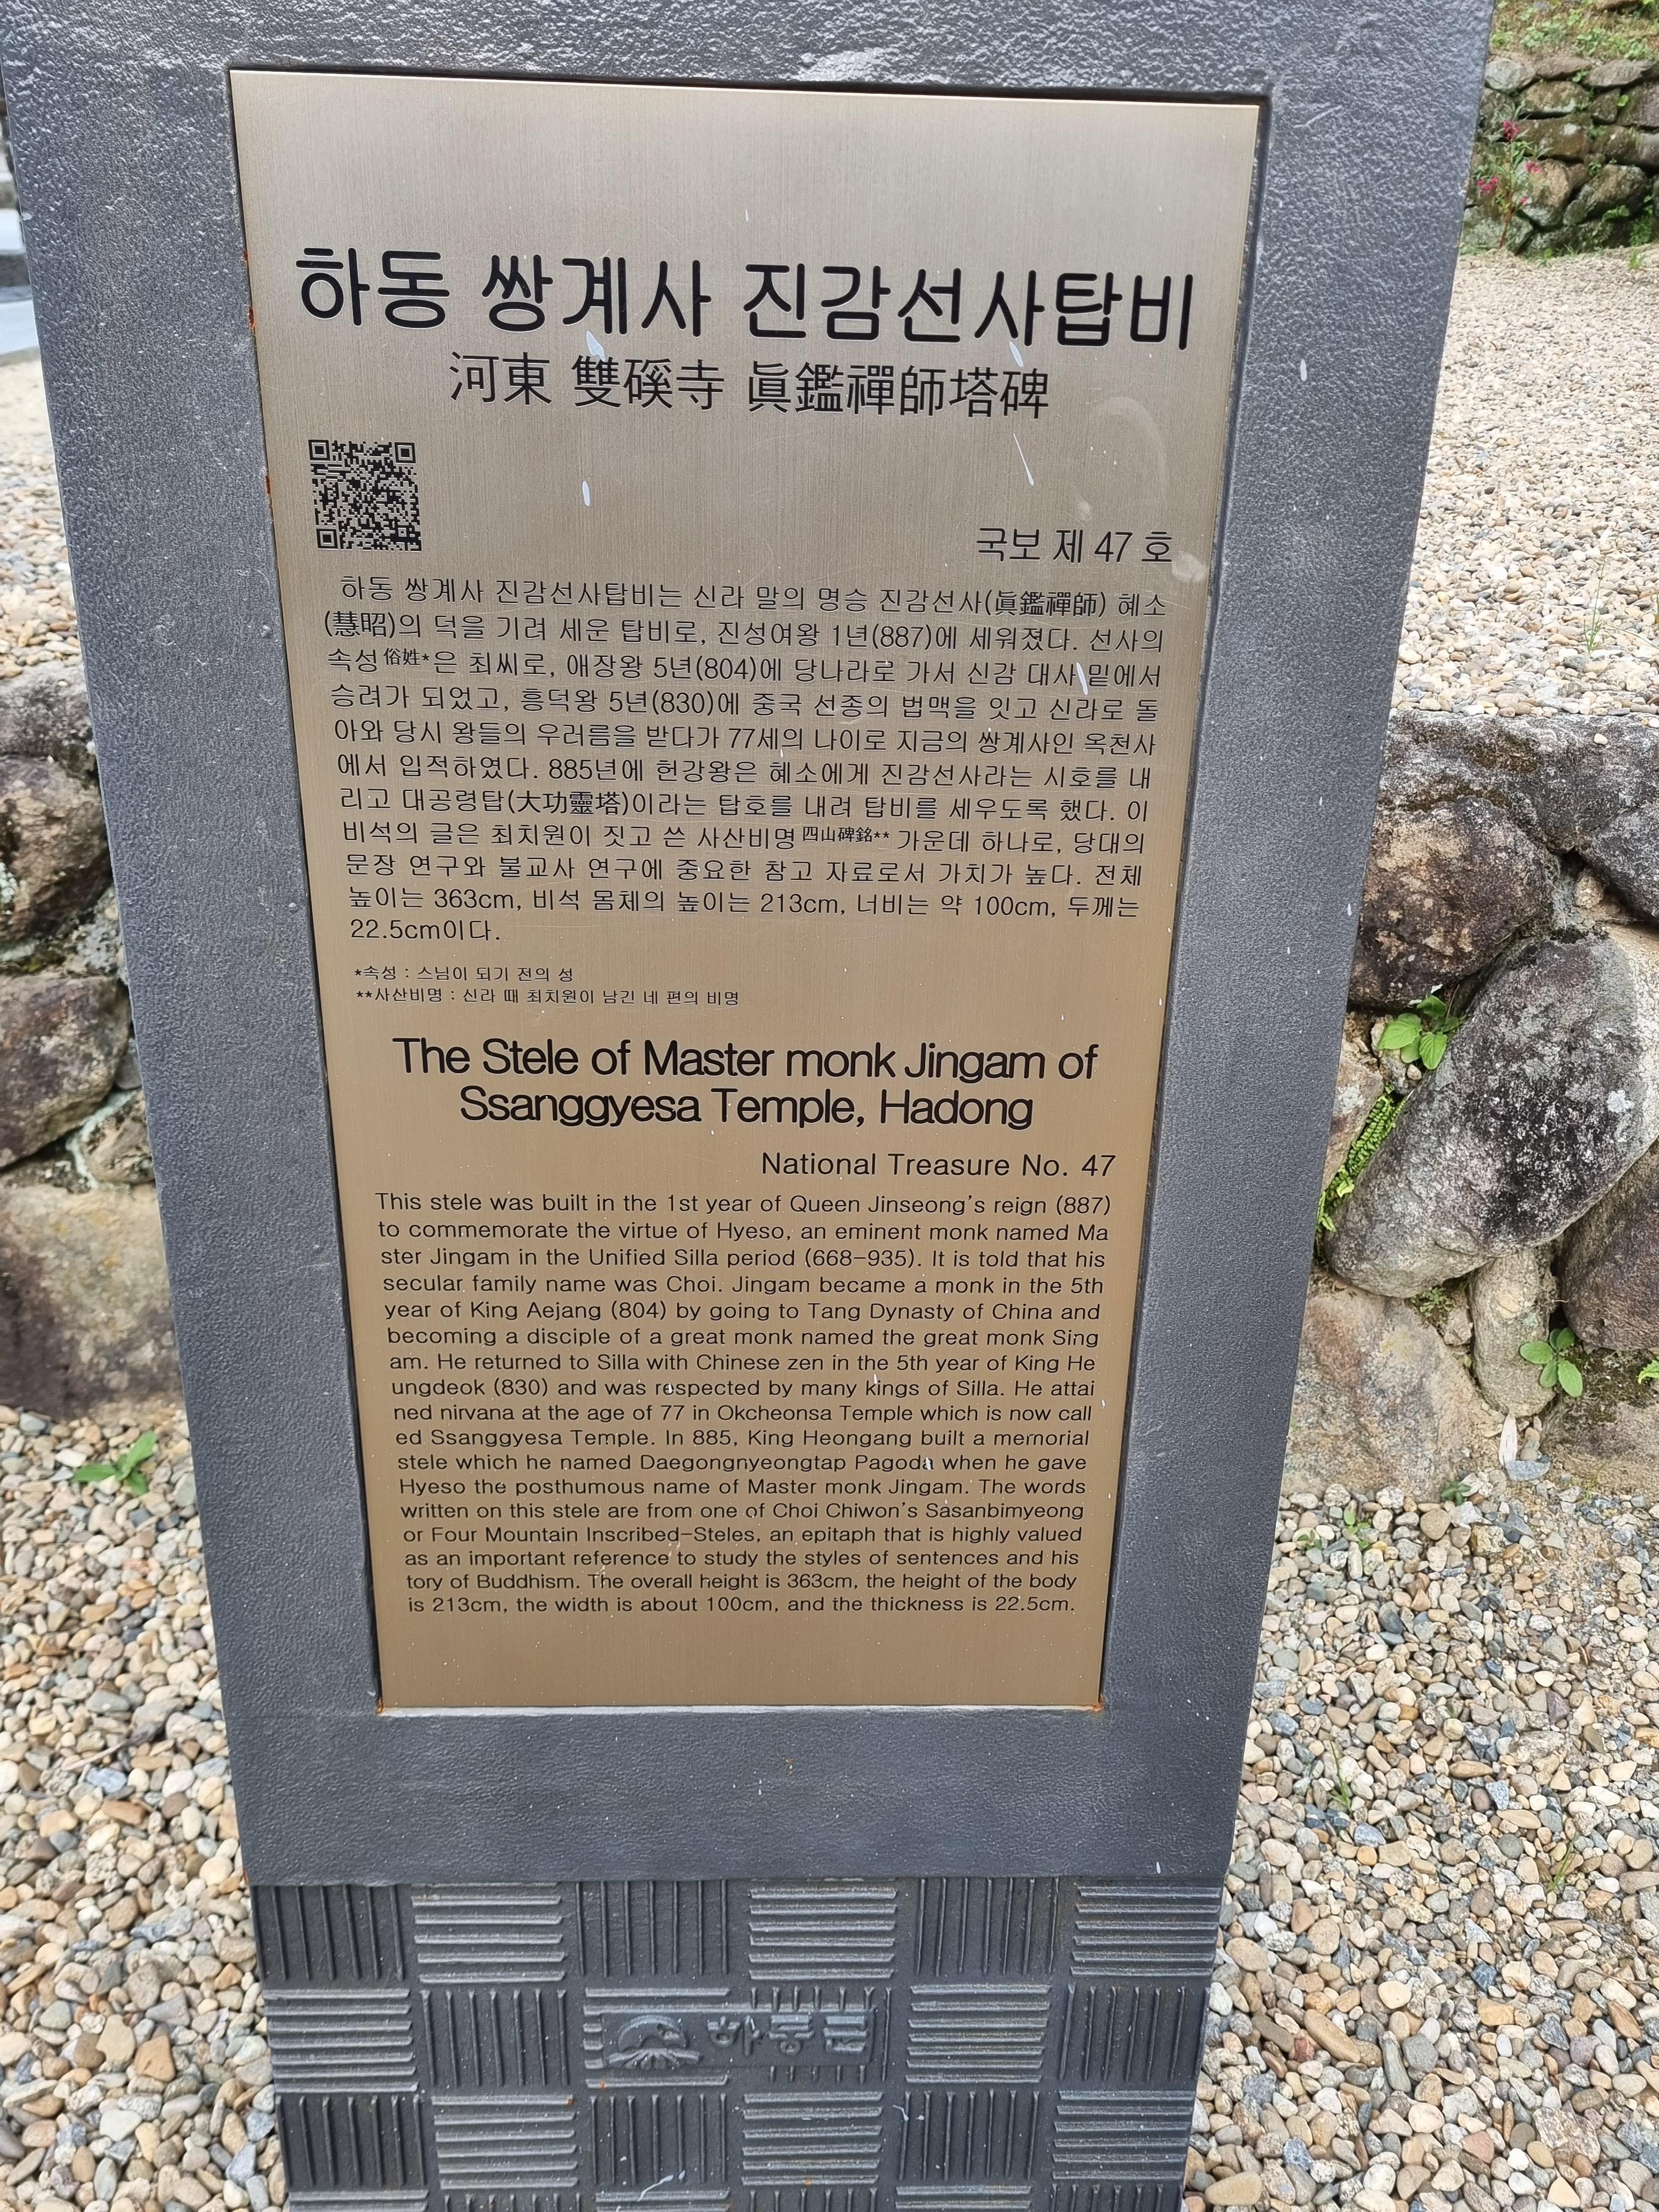 하동 쌍계사 진감선사탑비
河東 雙磎寺 眞鑑禪師塔碑
국보 제 47 호
하동 쌍계사 진감선사탑비는 신라 말의 명승 진감선사(眞鑑禪師) 혜소
(慧昭)의 덕을 기려 세운 탑비로, 진성여왕 1년(887)에 세워졌다. 선사의
속성俗姓*은 최씨로, 애장왕 5년(804)에 당나라로 가서 신감 대사 밑에서
승려가 되었고, 흥덕왕 5년(830)에 중국 선종의 법맥을 잇고 신라로 돌
아와 당시 왕들의 우러름을 받다가 77세의 나이로 지금의 쌍계사인 옥천사
에서 입적하였다. 885년에 헌강왕은 혜소에게 진감선사라는 시호를 내
리고 대공령탑(大功靈塔)이라는 탑호를 내려 탑비를 세우도록 했다. 이
비석의 글은 최치원이 짓고 쓴 사산비명四山碑銘** 가운데 하나로, 당대의
문장 연구와 불교사 연구에 중요한 참고 자료로서 가치가 높다. 전체
높이는 363cm, 비석 몸체의 높이는 213cm, 너비는 약 100cm, 두께는
22.5cm이다.
*속성 : 스님이 되기 전의 성
**사산비명 : 신라 때 최치원이 남긴 네 편의 비명
The Stele of Master monk Jingam of
Ssanggyesa Temple, Hadong
National Treasure No. 47
This stele was built in the 1st year of Queen Jinseong's reign (887)
to commemorate the virtue of Hyeso, an eminent monk named Ma
ster Jingam in the Unified Silla period (668-935). It is told that his
secular family name was Choi. Jingam became a monk in the 5th
year of King Aejang (804) by going to Tang Dynasty of China and
becoming a disciple of a great monk named the great monk Sing
am. He returned to Silla with Chinese zen in the 5th year of King He
ungdeok (830) and was respected by many kings of Silla. He attai
ned nirvana at the age of 77 in Okcheonsa Temple which is now call
ed Ssanggyesa Temple. In 885, King Heongang built a memorial
stele which he named Daegongnyeongtap Pagoda when he gave
Hyeso the posthumous name of Master monk Jingam. The words
written on this stele are from one of Choi Chiwon's Sasanbimyeong
or Four Mountain Inscribed-Steles, an epitaph that is highly valued
as an important reference to study the styles of sentences and his
tory of Buddhism. The overall height is 363cm, the height of the body
is 213cm, the width is about 100cm, and the thickness is 22.5cm.